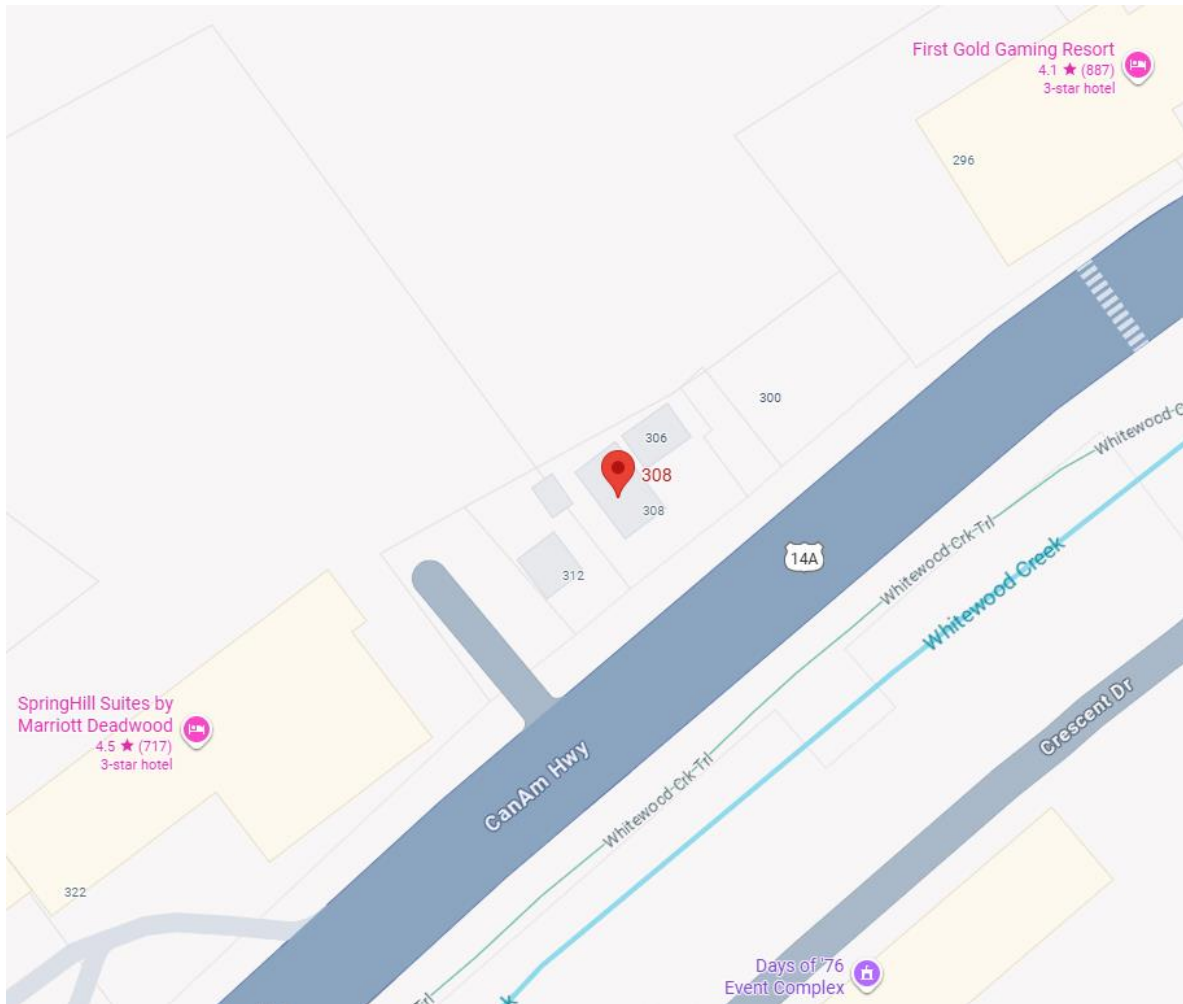 First Gold Gaming Resort
4.1 ★ (887)
3-star hotel
296
300
306
308
308
312
14A
Whitewood-C
Whitewood-Crk-Trl
Whitewood Creek
Crescent Dr
SpringHill Suites by
Marriott Deadwood
4.5 ★ (717)
3-star hotel
CanAm Hwy
Whitewood-Crk-Trl
322
Days of '76
Event Complex
Trl
k